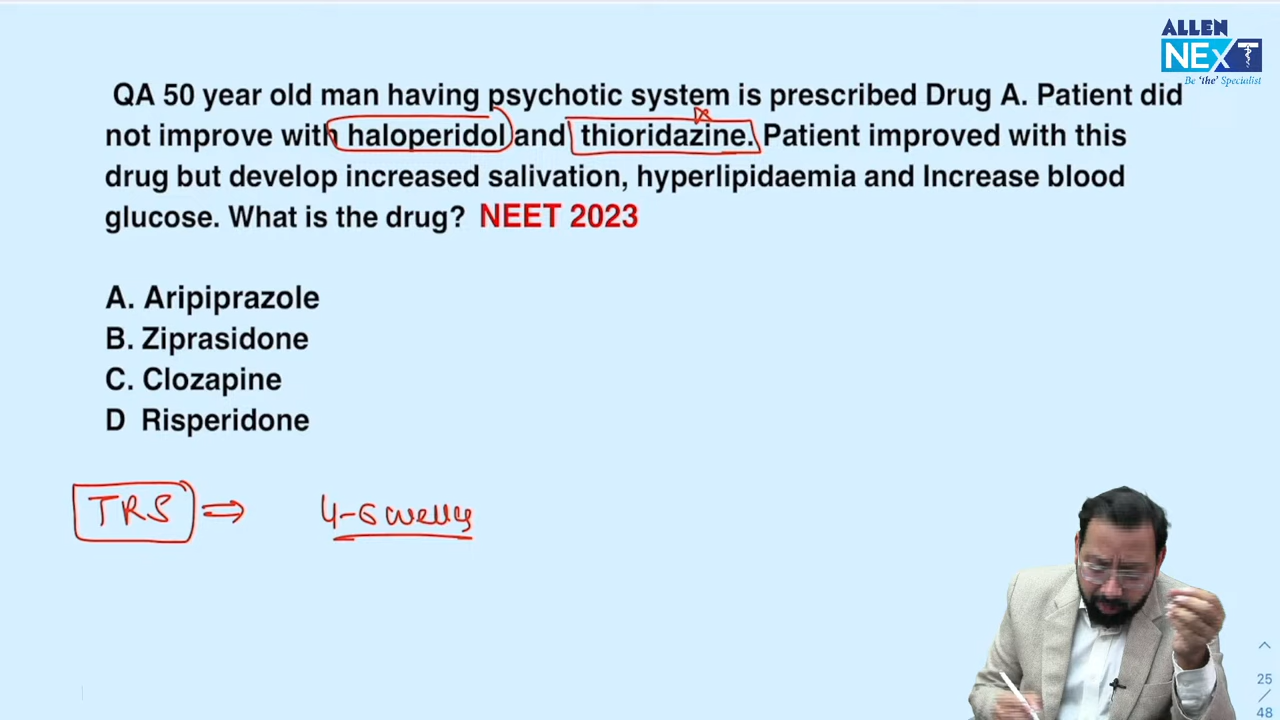 ALLEN
NEXT
Be 'the' Specialist
QA 50 year old man having psychotic system is prescribed Drug A. Patient did
not improve with haloperidol and thioridazine. Patient improved with this
drug but develop increased salivation, hyperlipidaemia and Increase blood
glucose. What is the drug? NEET 2023
A. Aripiprazole
B. Ziprasidone
C. Clozapine
D Risperidone
TRS ⇒ 4-6 weeks
25
/
48